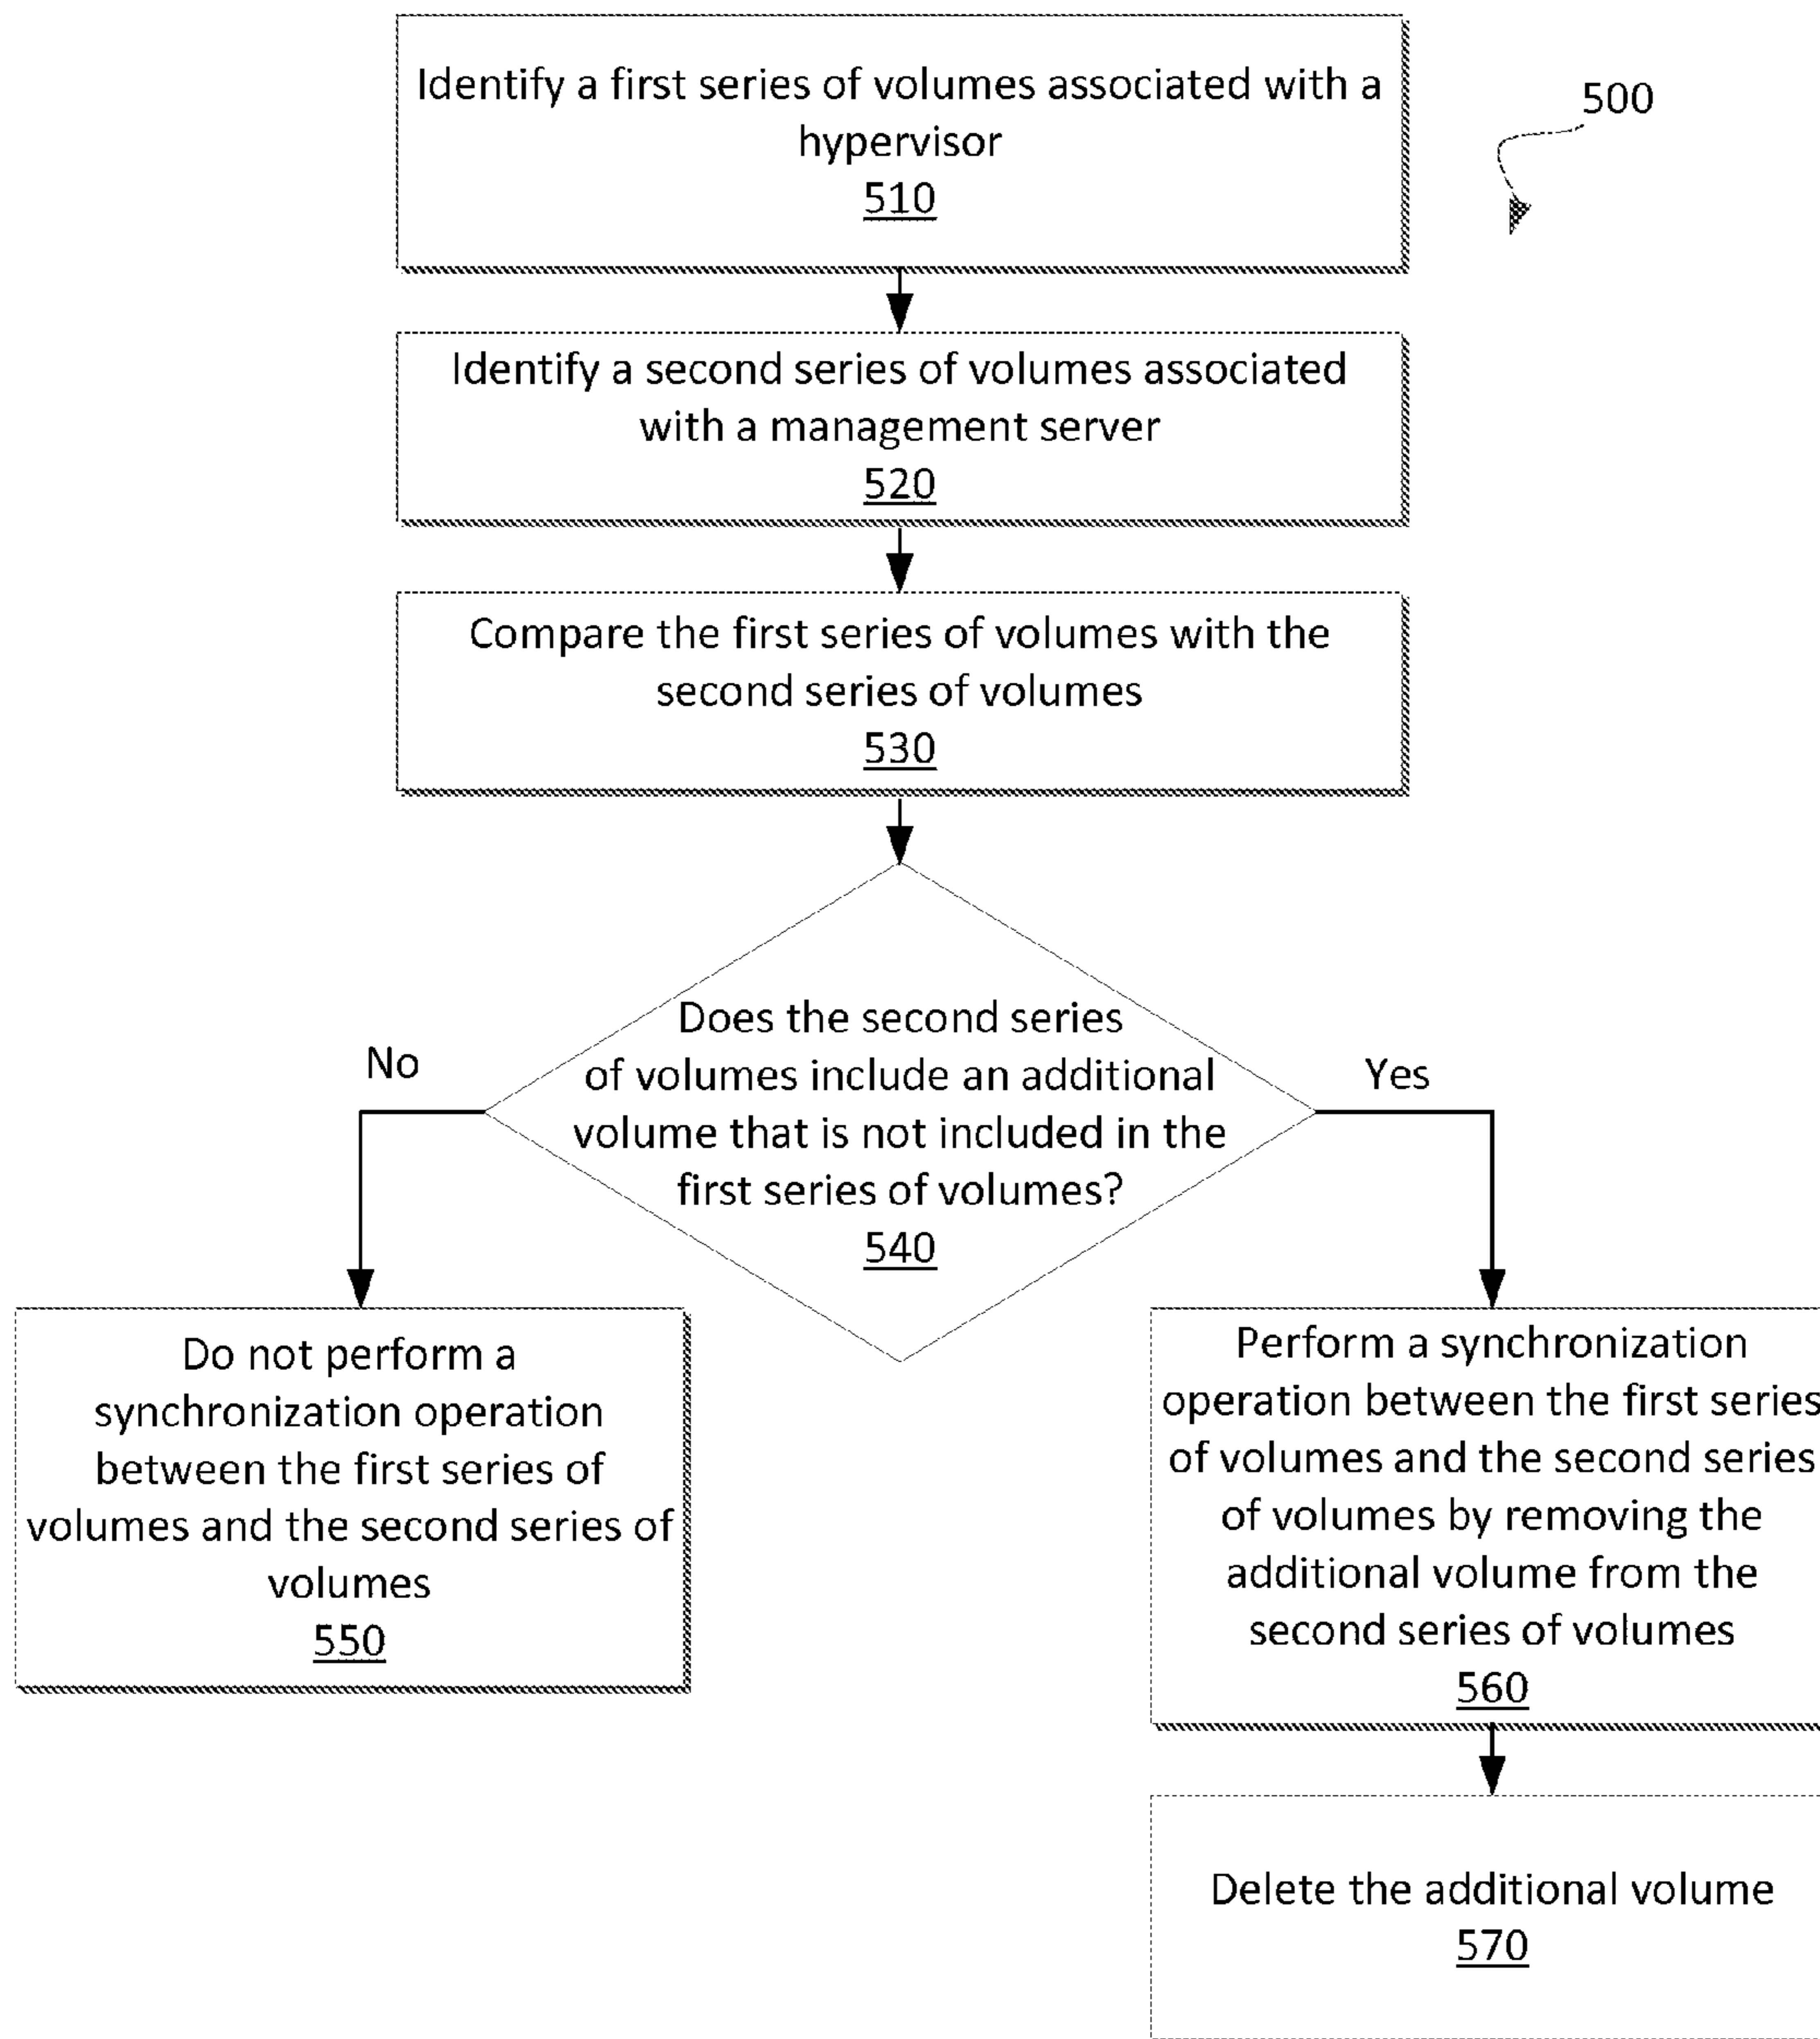 Identify a first series of volumes associated with a
hypervisor
510
500
Identify a second series of volumes associated
with a management server
520
Compare the first series of volumes with the
second series of volumes
530
Does the second series
of volumes include an additional
volume that is not included in the
first series of volumes?
540
No
Yes
Do not perform a
synchronization operation
between the first series of
volumes and the second series of
volumes
550
Perform a synchronization
operation between the first series
of volumes and the second series
of volumes by removing the
additional volume from the
second series of volumes
560
Delete the additional volume
570